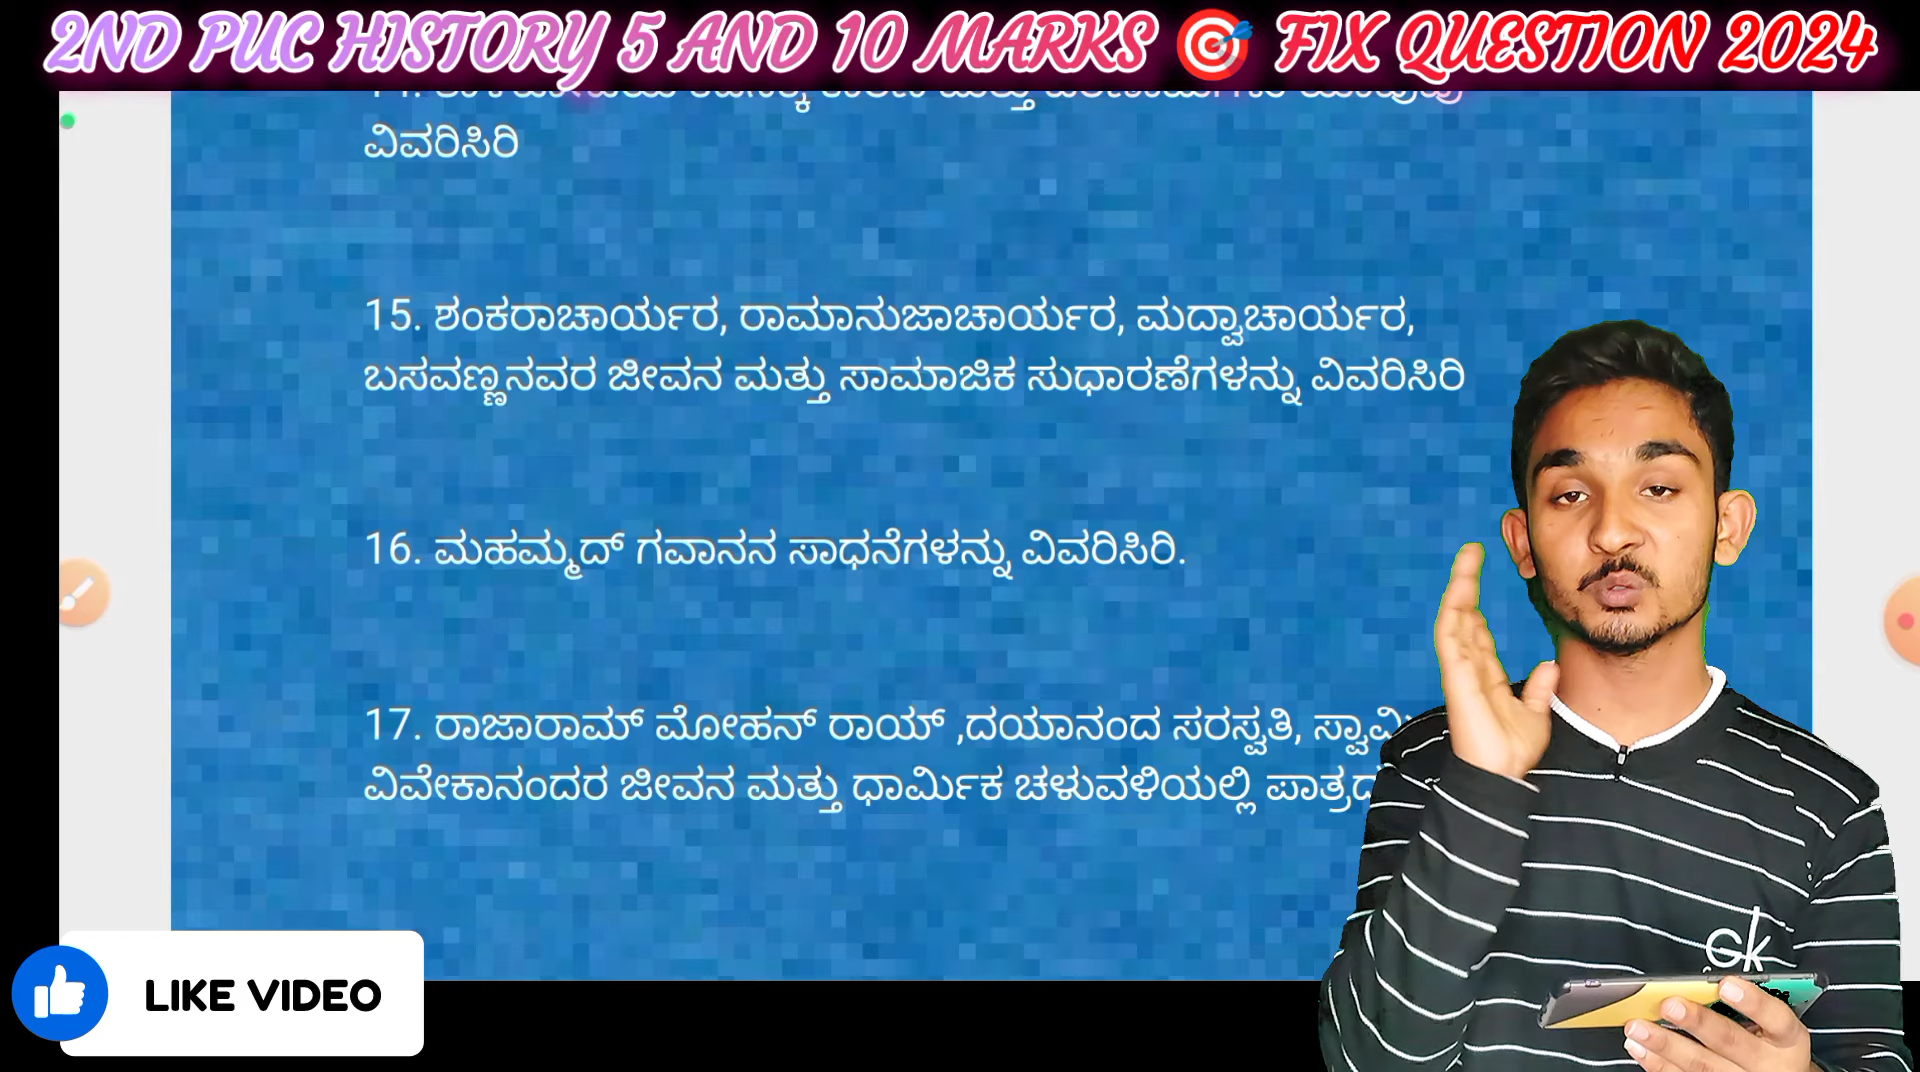 2ND PUC HISTORY 5 AND 10 MARKS 🎯 FIX QUESTION 2024
ವಿವರಿಸಿರಿ
15. ಶಂಕರಾಚಾರ್ಯರ, ರಾಮಾನುಜಾಚಾರ್ಯರ, ಮದ್ವಾಚಾರ್ಯರ,
ಬಸವಣ್ಣನವರ ಜೀವನ ಮತ್ತು ಸಾಮಾಜಿಕ ಸುಧಾರಣೆಗಳನ್ನು ವಿವರಿಸಿರಿ
16. ಮಹಮ್ಮದ್ ಗವಾನನ ಸಾಧನೆಗಳನ್ನು ವಿವರಿಸಿರಿ.
17. ರಾಜಾರಾಮ್ ಮೋಹನ್ ರಾಯ್ ,ದಯಾನಂದ ಸರಸ್ವತಿ,
ವಿವೇಕಾನಂದರ ಜೀವನ ಮತ್ತು ಧಾರ್ಮಿಕ ಚಳುವಳಿಯಲ್ಲಿ
Gk
LIKE VIDEO